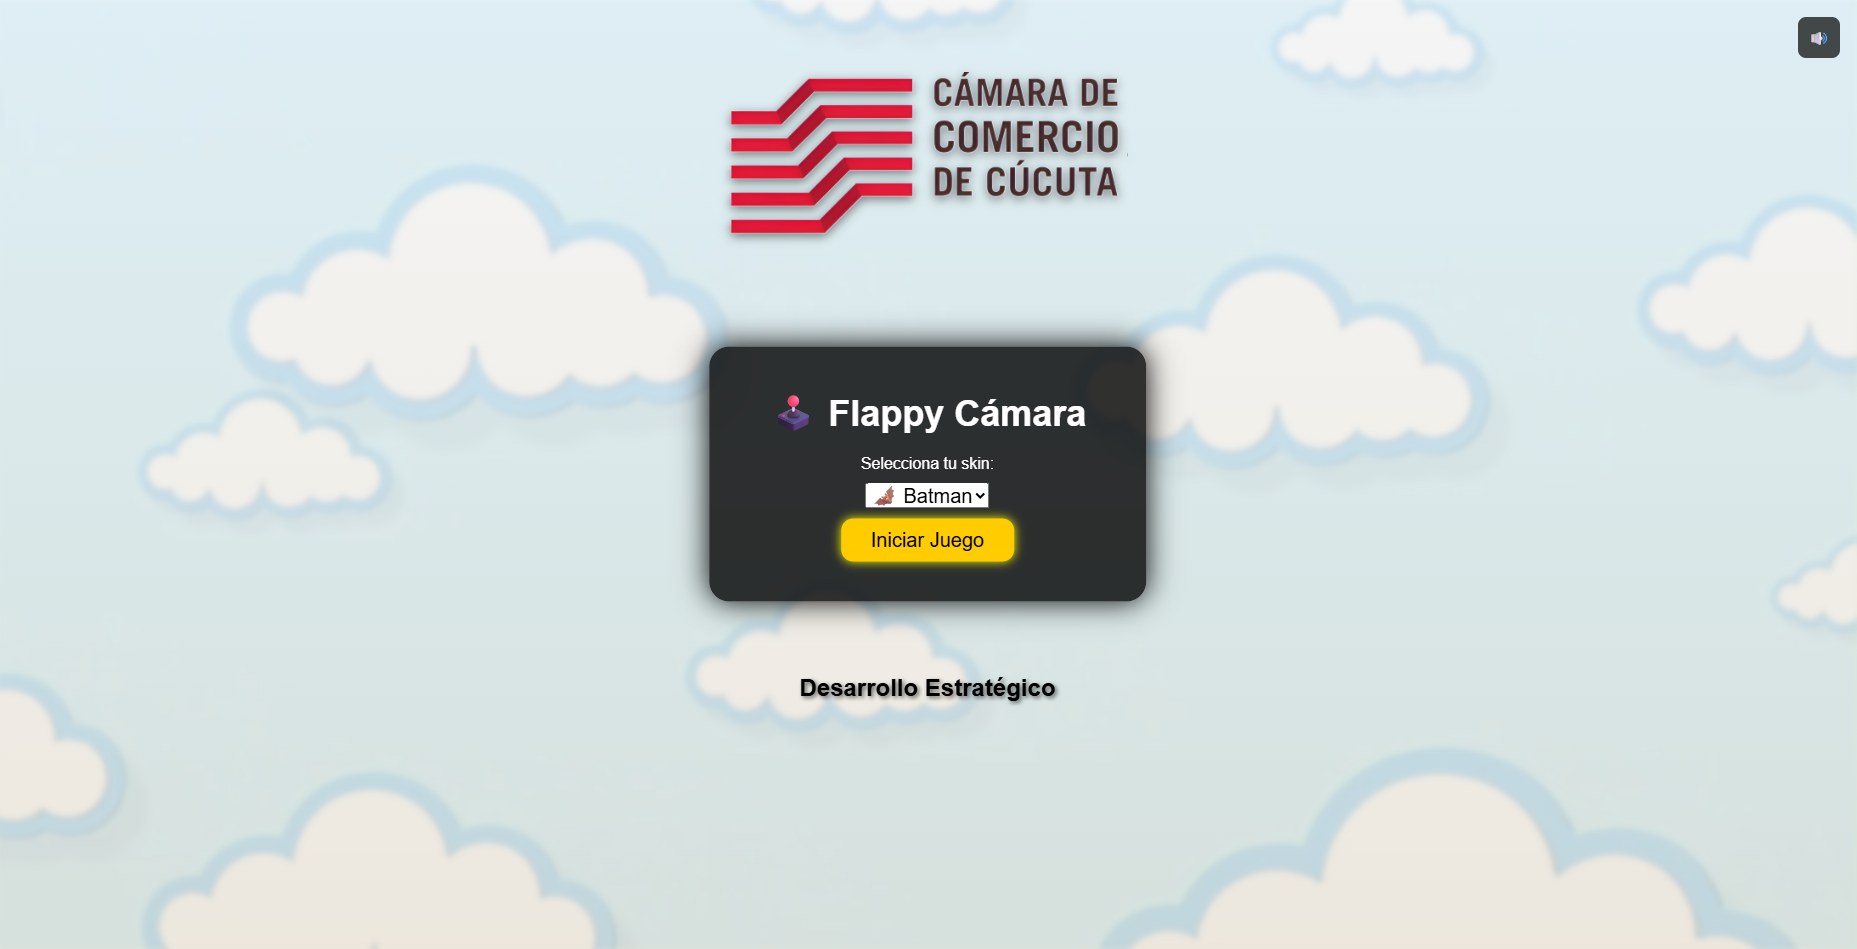 CÁMARA DE
COMERCIO
DE CÚCUTA
Flappy Cámara
Selecciona tu skin:
Batman
Iniciar Juego
Desarrollo Estratégico